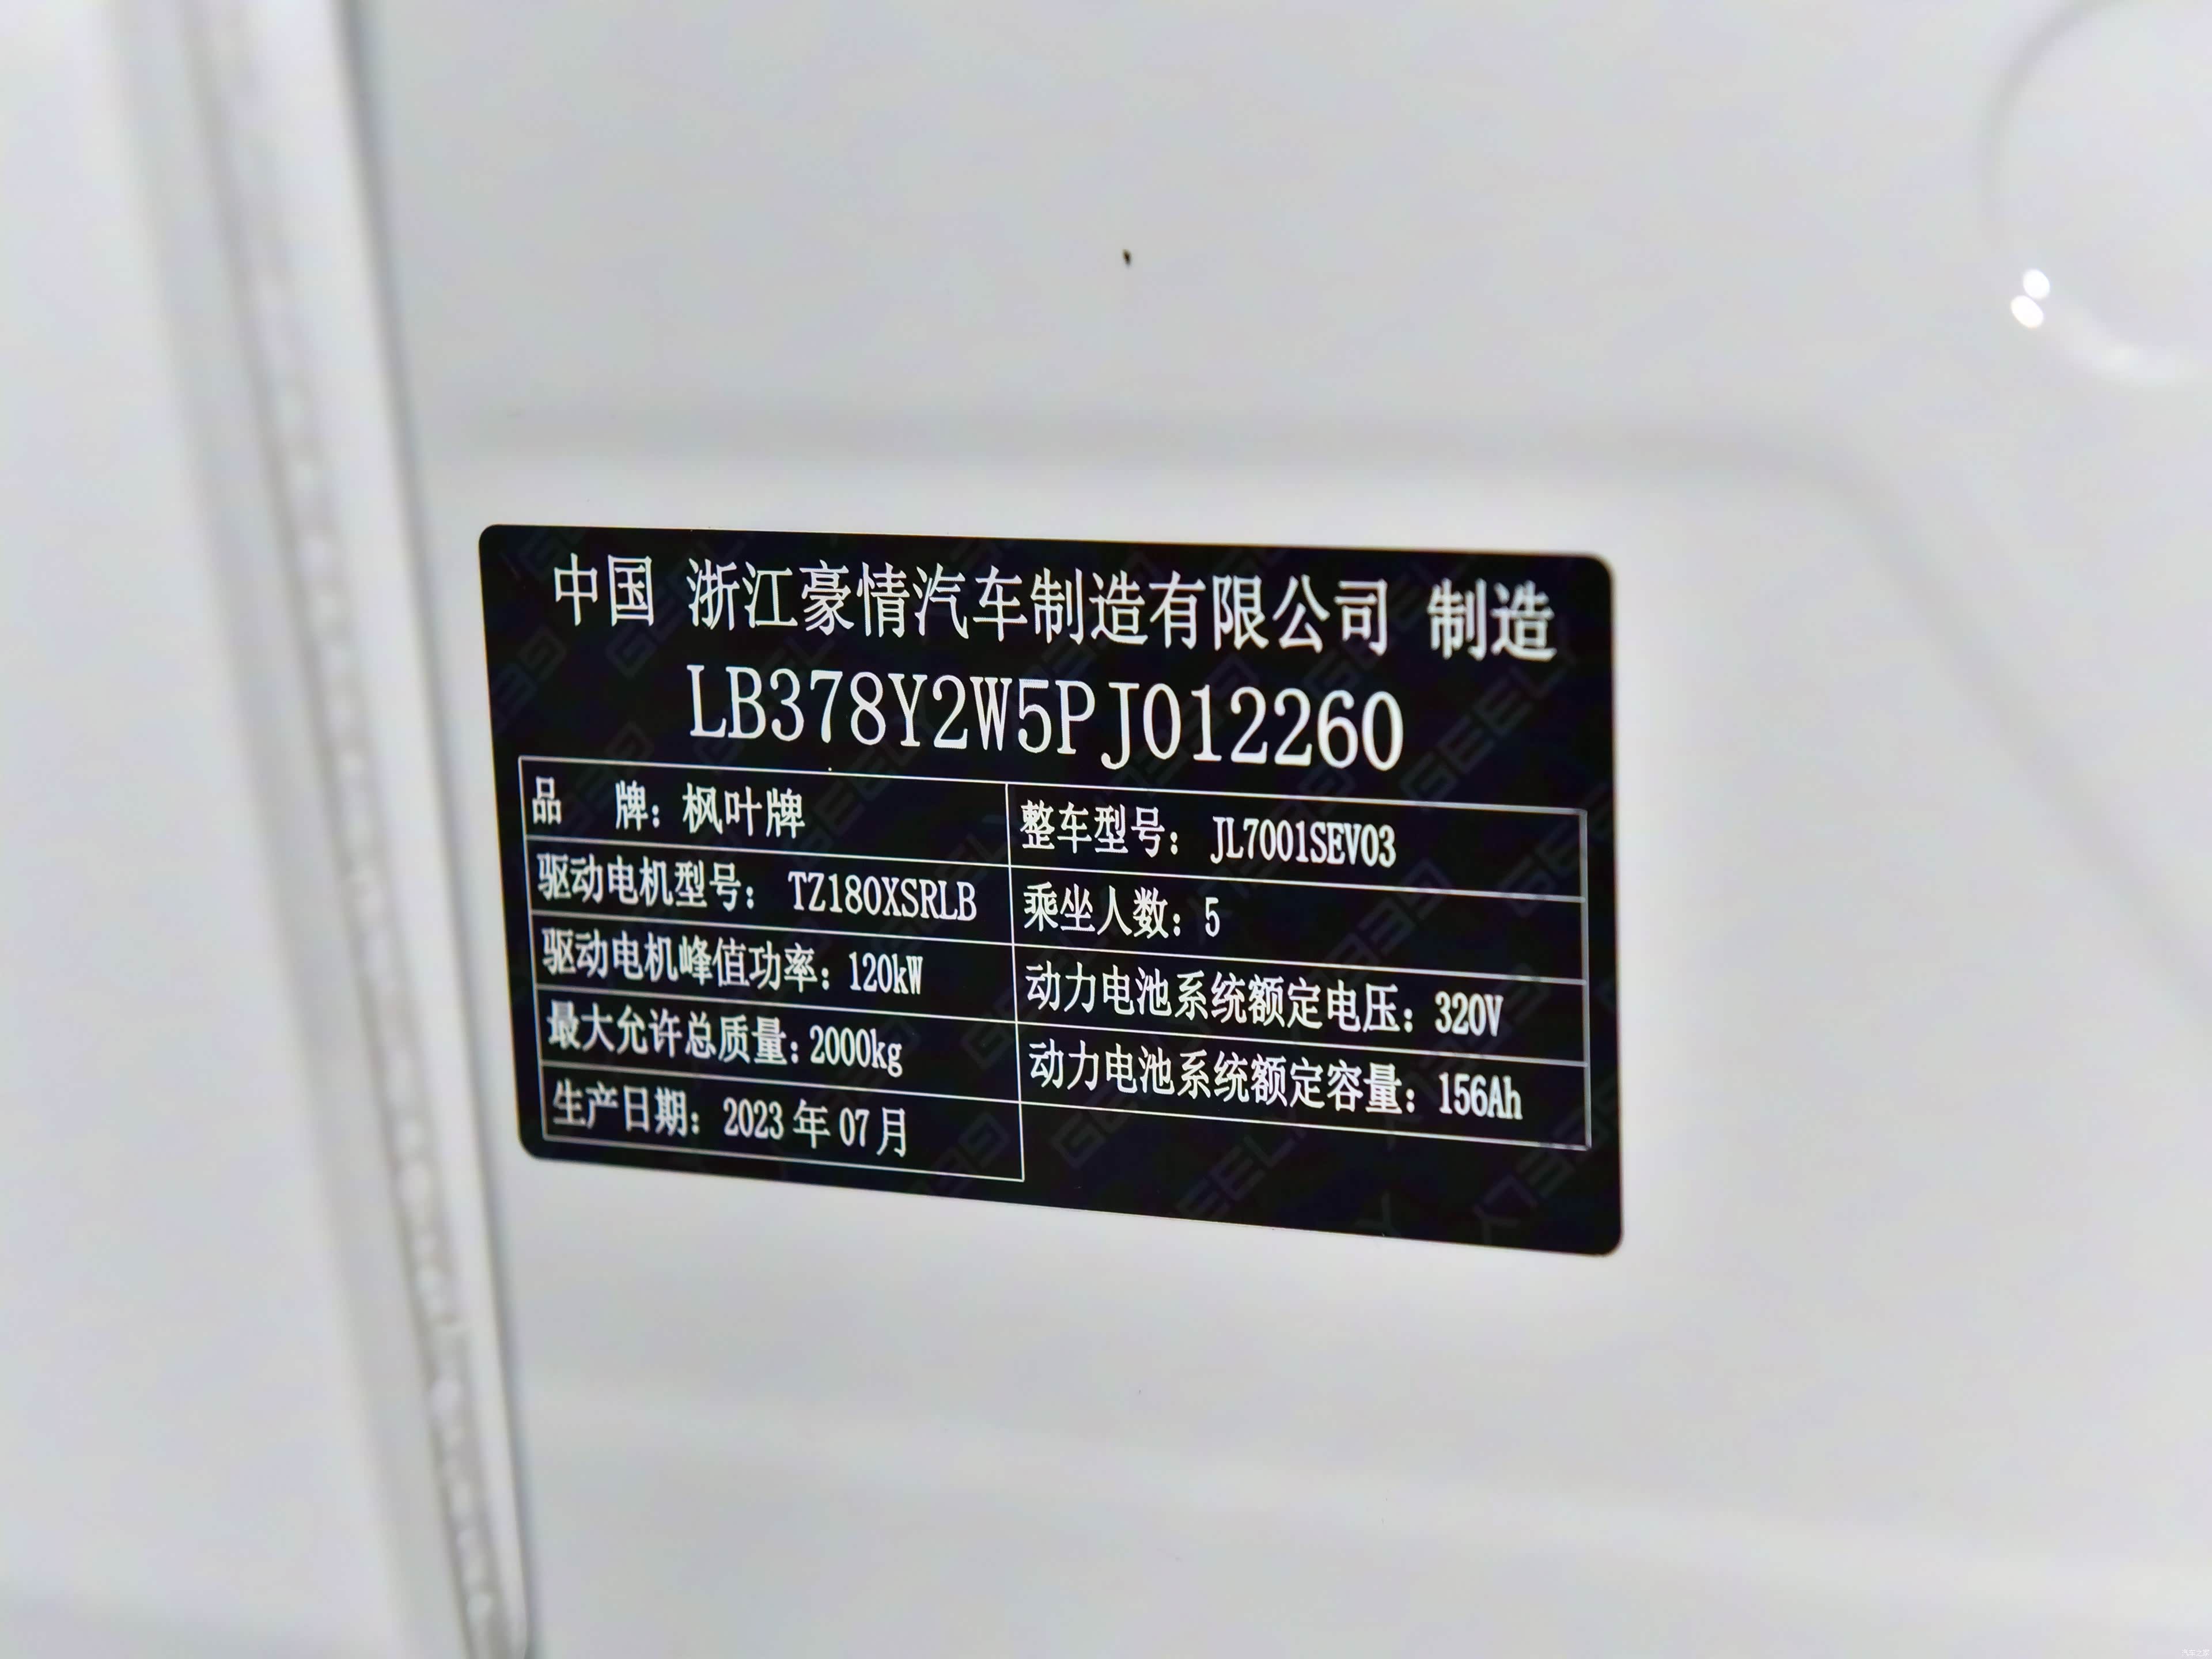 中国 浙江豪情汽车制造有限公司 制造
LB378Y2W5PJ012260
品 牌：枫叶牌
整车型号：JL7001SEV03
驱动电机型号：TZ180XSRLB
乘坐人数：5
驱动电机峰值功率：120kW
动力电池系统额定电压：320V
最大允许总质量：2000kg
动力电池系统额定容量：156Ah
生产日期：2023年07月
汽车之家